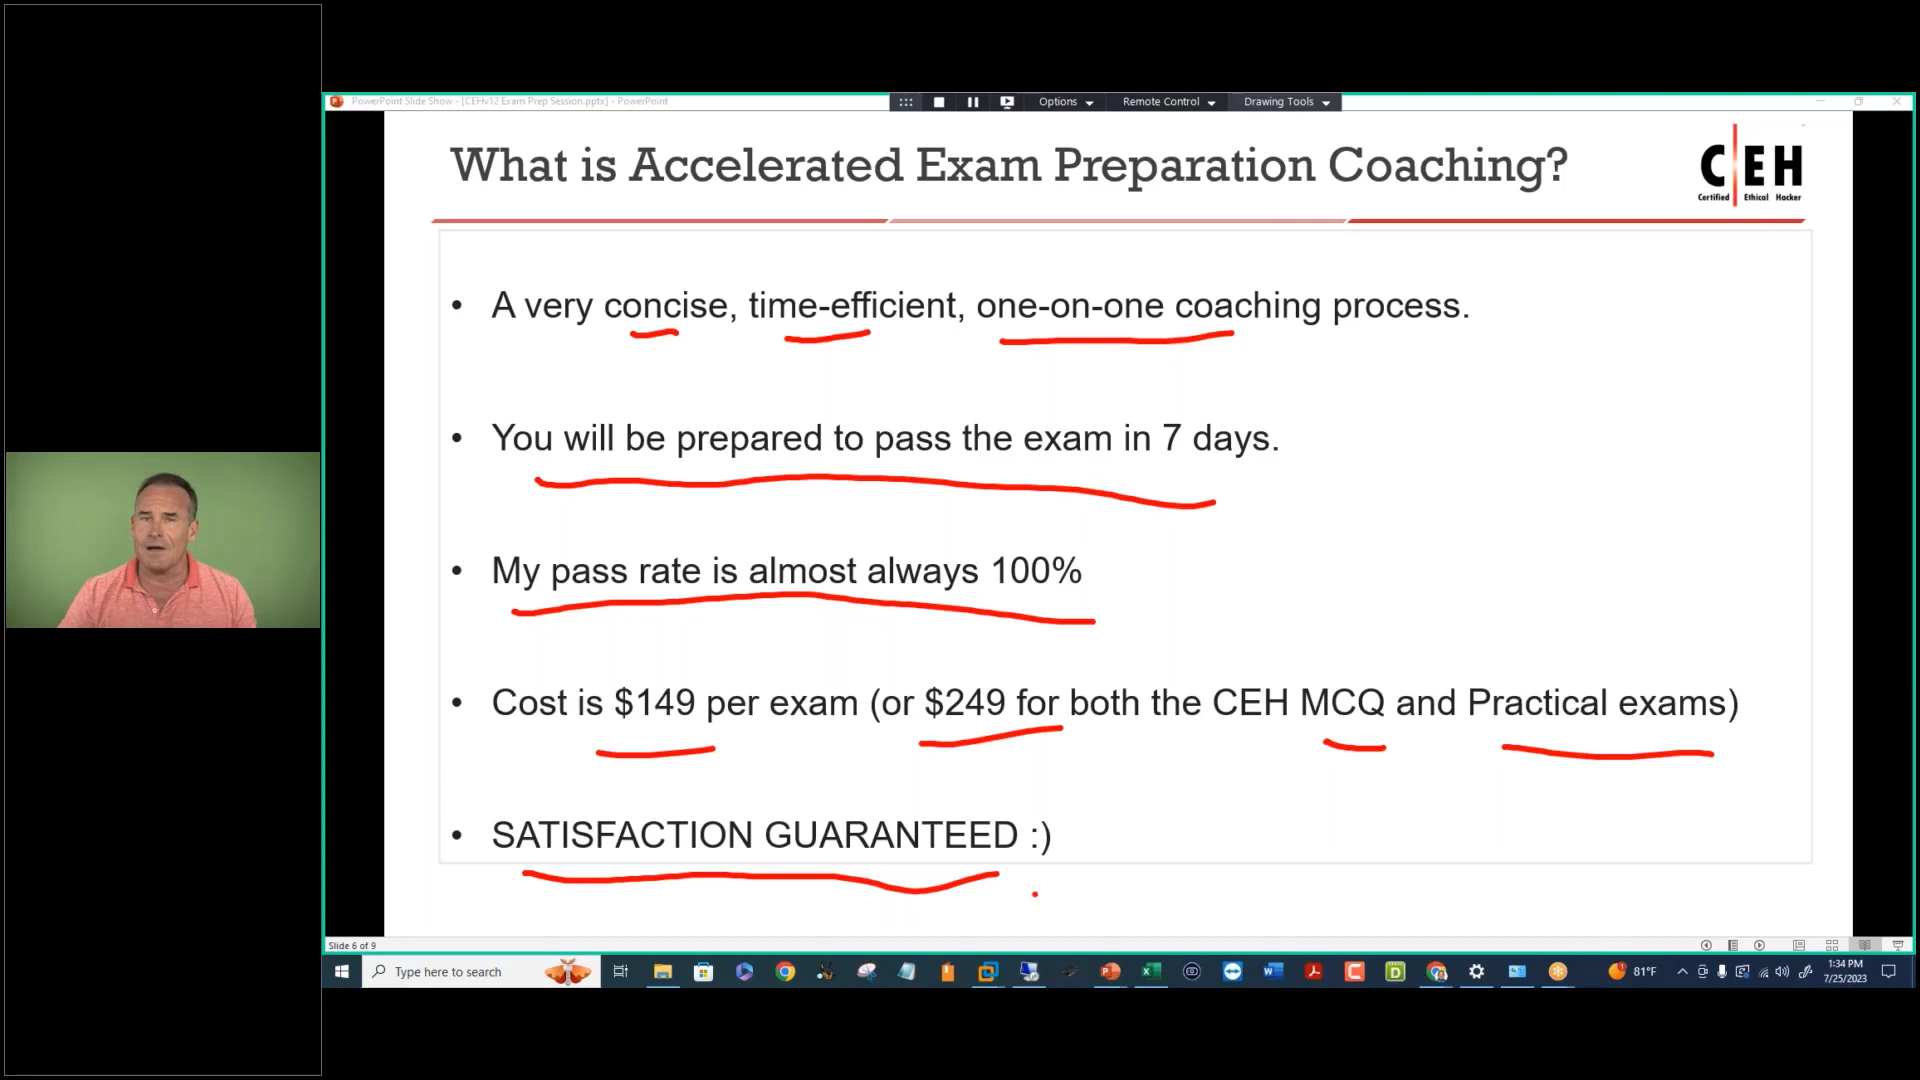 PowerPoint Slide Show - [CEHv12 Exam Prep Session.pptx] - PowerPoint
Options
Remote Control
Drawing Tools
What is Accelerated Exam Preparation Coaching?
C|EH
Certified Ethical Hacker
• A very concise, time-efficient, one-on-one coaching process.
• You will be prepared to pass the exam in 7 days.
• My pass rate is almost always 100%
• Cost is $149 per exam (or $249 for both the CEH MCQ and Practical exams)
• SATISFACTION GUARANTEED :)
Slide 6 of 9
Type here to search
81°F
1:34 PM
7/25/2023